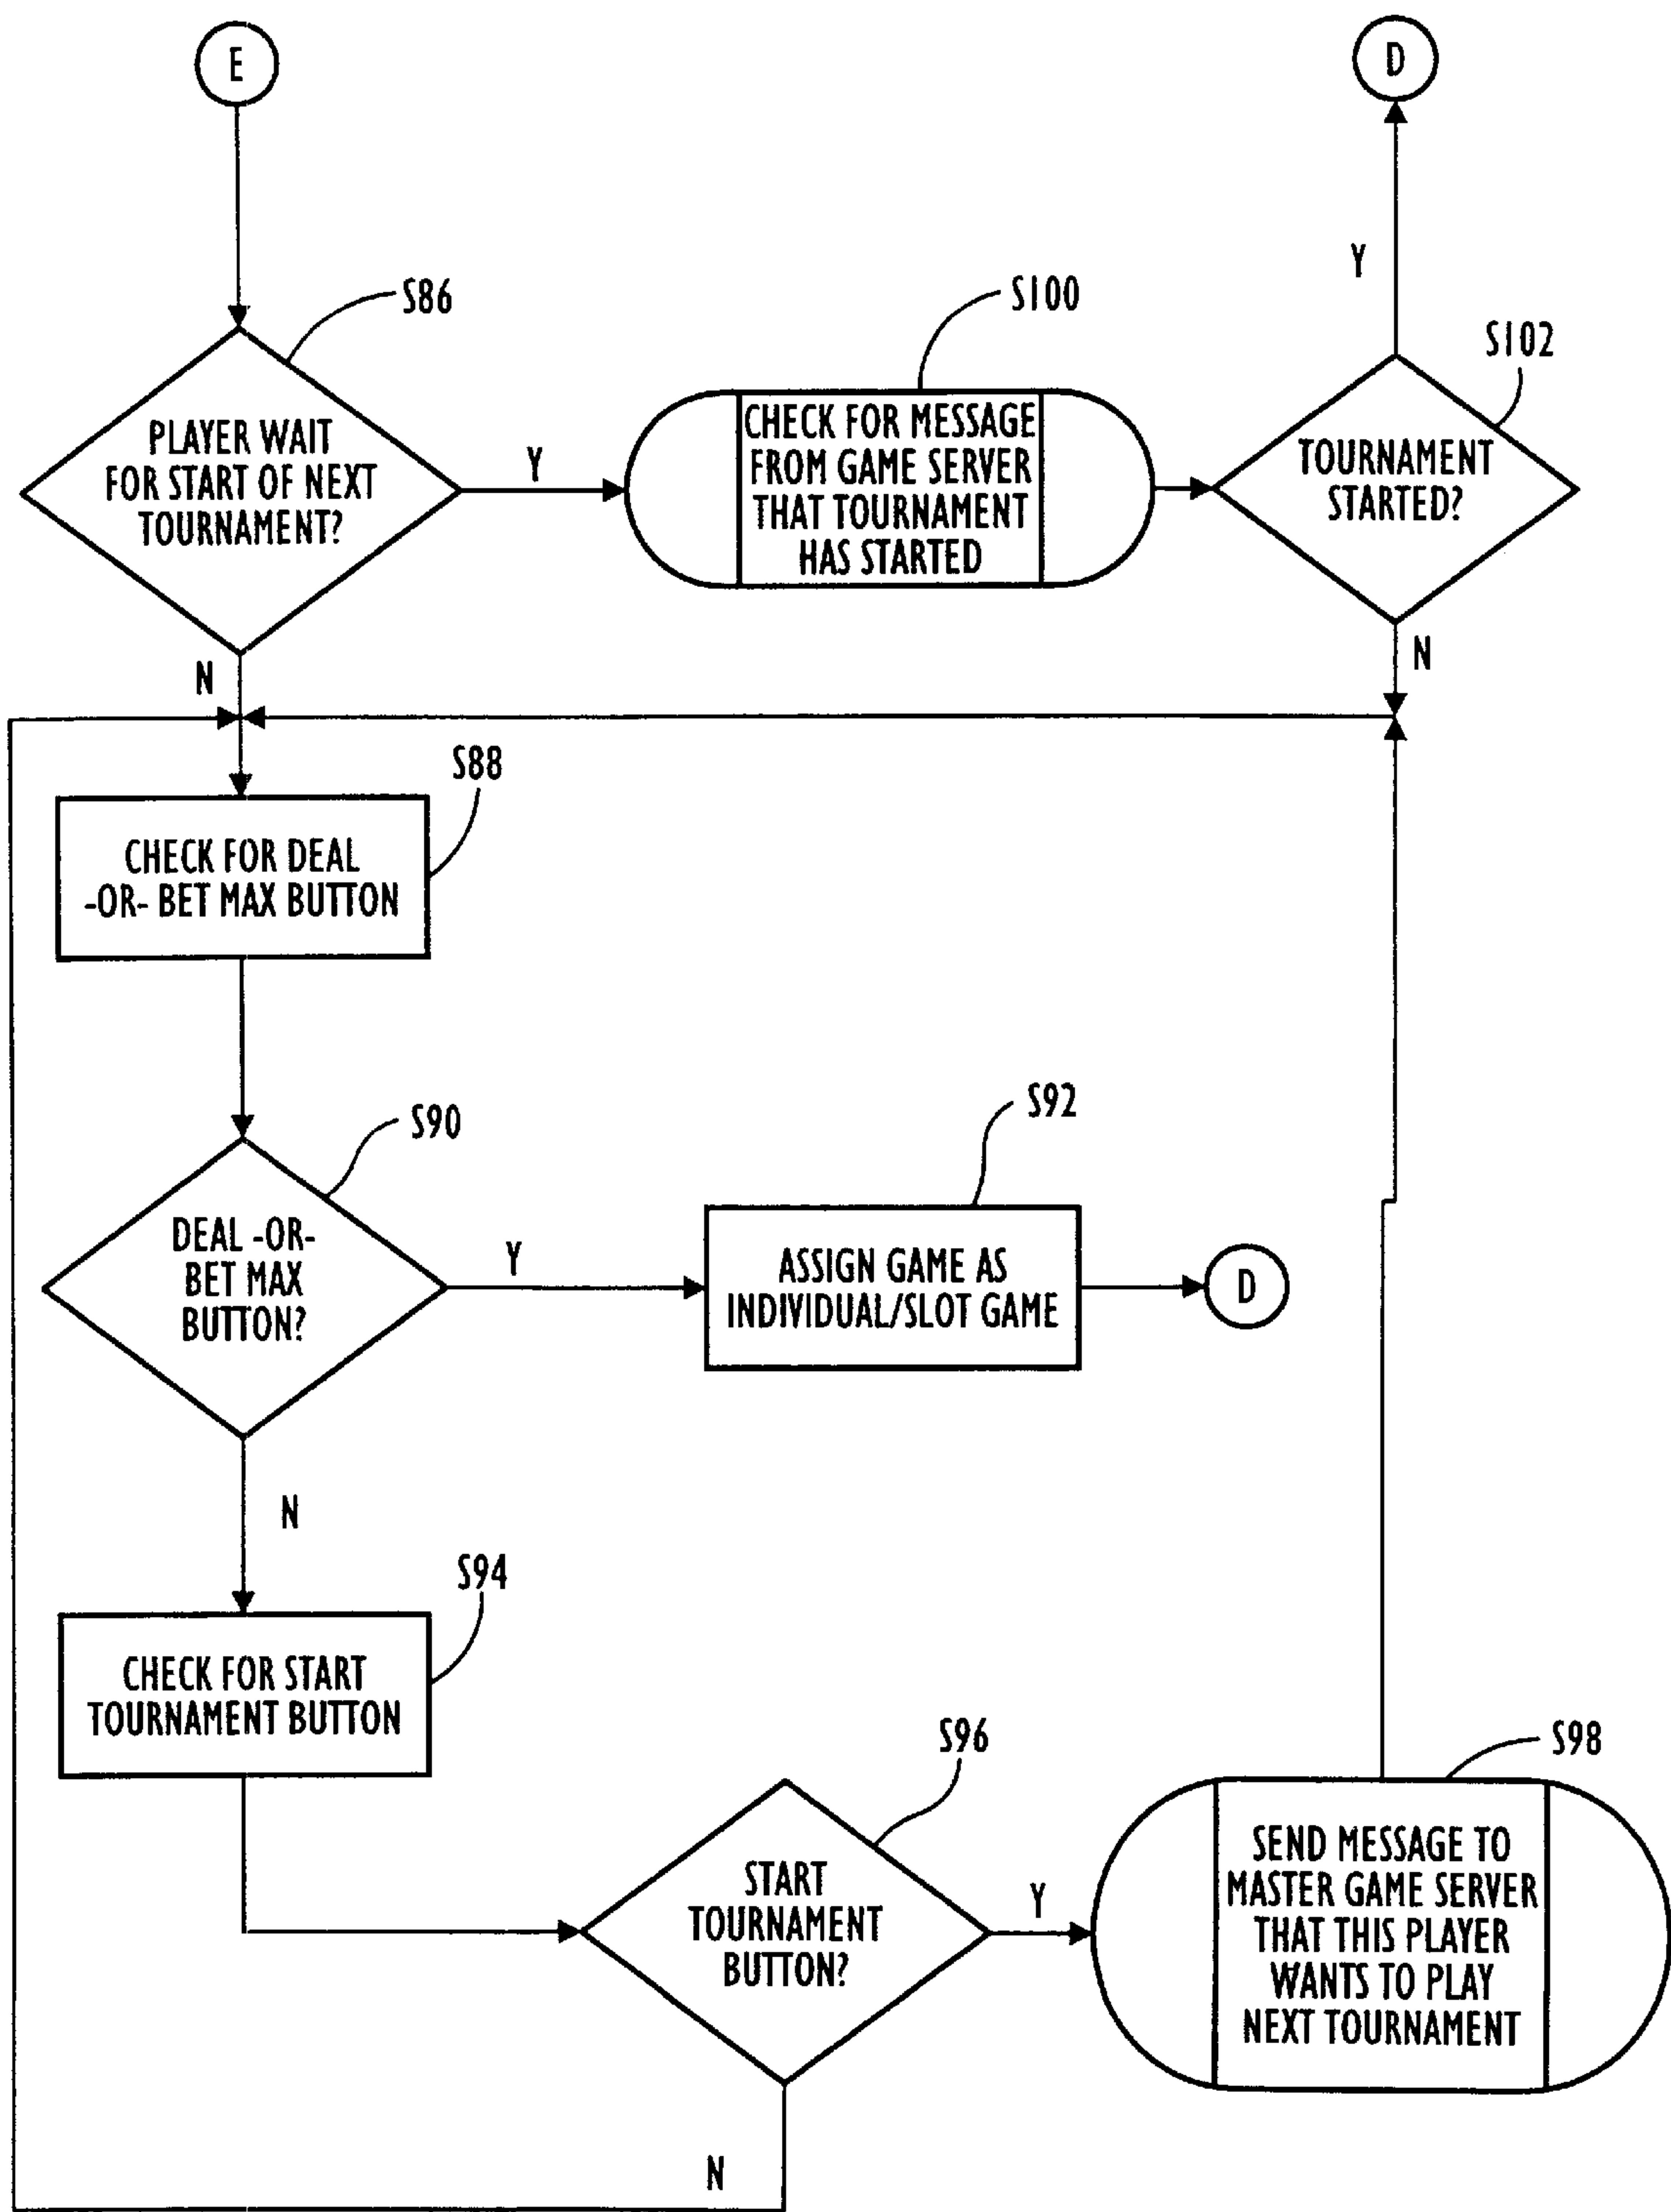 E
D
S86
S100
Y
S102
PLAYER WAIT
FOR START OF NEXT
TOURNAMENT?
Y
CHECK FOR MESSAGE
FROM GAME SERVER
THAT TOURNAMENT
HAS STARTED
TOURNAMENT
STARTED?
N
N
S88
CHECK FOR DEAL
-OR- BET MAX BUTTON
S90
S92
DEAL -OR-
BET MAX
BUTTON?
Y
ASSIGN GAME AS
INDIVIDUAL/SLOT GAME
D
N
S94
CHECK FOR START
TOURNAMENT BUTTON
S96
S98
START
TOURNAMENT
BUTTON?
Y
SEND MESSAGE TO
MASTER GAME SERVER
THAT THIS PLAYER
WANTS TO PLAY
NEXT TOURNAMENT
N